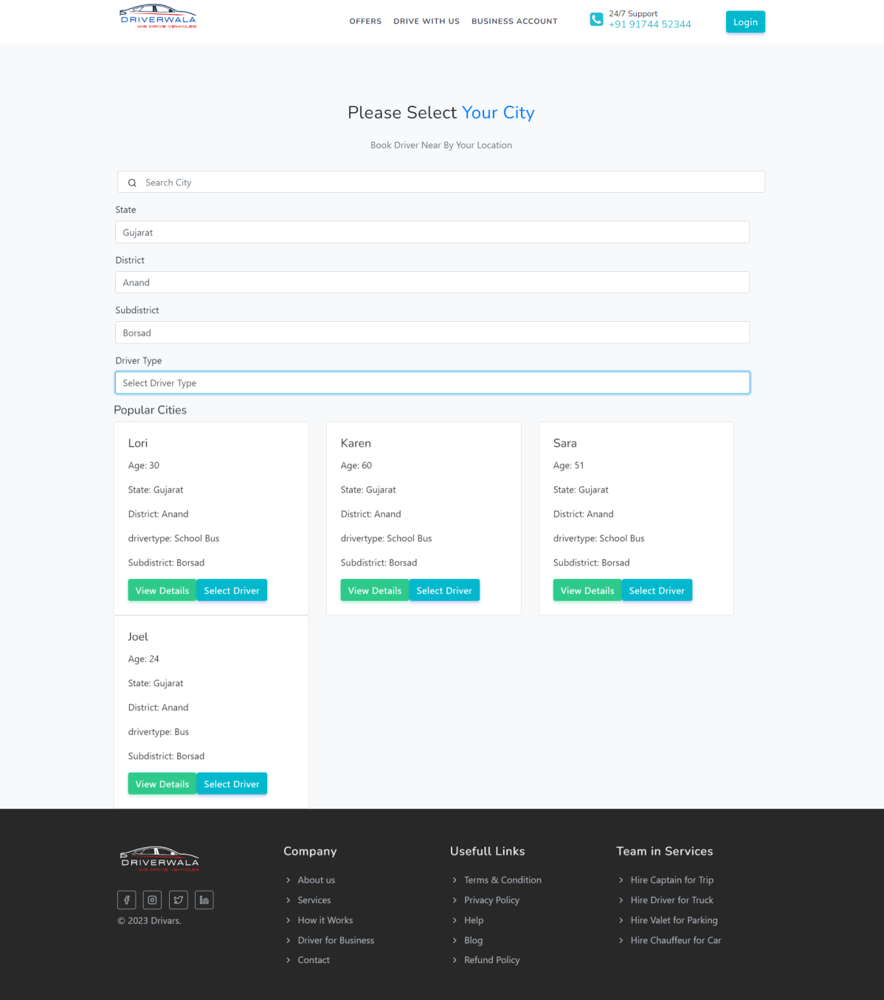 DRIVERWALA
WE DRIVE VEHICLES
OFFERS
DRIVE WITH US
BUSINESS ACCOUNT
24/7 Support
+91 91744 52344
Login
Please Select Your City
Book Driver Near By Your Location
Search City
State
Gujarat
District
Anand
Subdistrict
Borsad
Driver Type
Select Driver Type
Popular Cities
Lori
Age: 30
State: Gujarat
District: Anand
drivertype: School Bus
Subdistrict: Borsad
View Details
Select Driver
Karen
Age: 60
State: Gujarat
District: Anand
drivertype: School Bus
Subdistrict: Borsad
View Details
Select Driver
Sara
Age: 51
State: Gujarat
District: Anand
drivertype: School Bus
Subdistrict: Borsad
View Details
Select Driver
Joel
Age: 24
State: Gujarat
District: Anand
drivertype: Bus
Subdistrict: Borsad
View Details
Select Driver
DRIVERWALA
WE DRIVE VEHICLES
© 2023 Drivars.
Company
About us
Services
How it Works
Driver for Business
Contact
Usefull Links
Terms & Condition
Privacy Policy
Help
Blog
Refund Policy
Team in Services
Hire Captain for Trip
Hire Driver for Truck
Hire Valet for Parking
Hire Chauffeur for Car